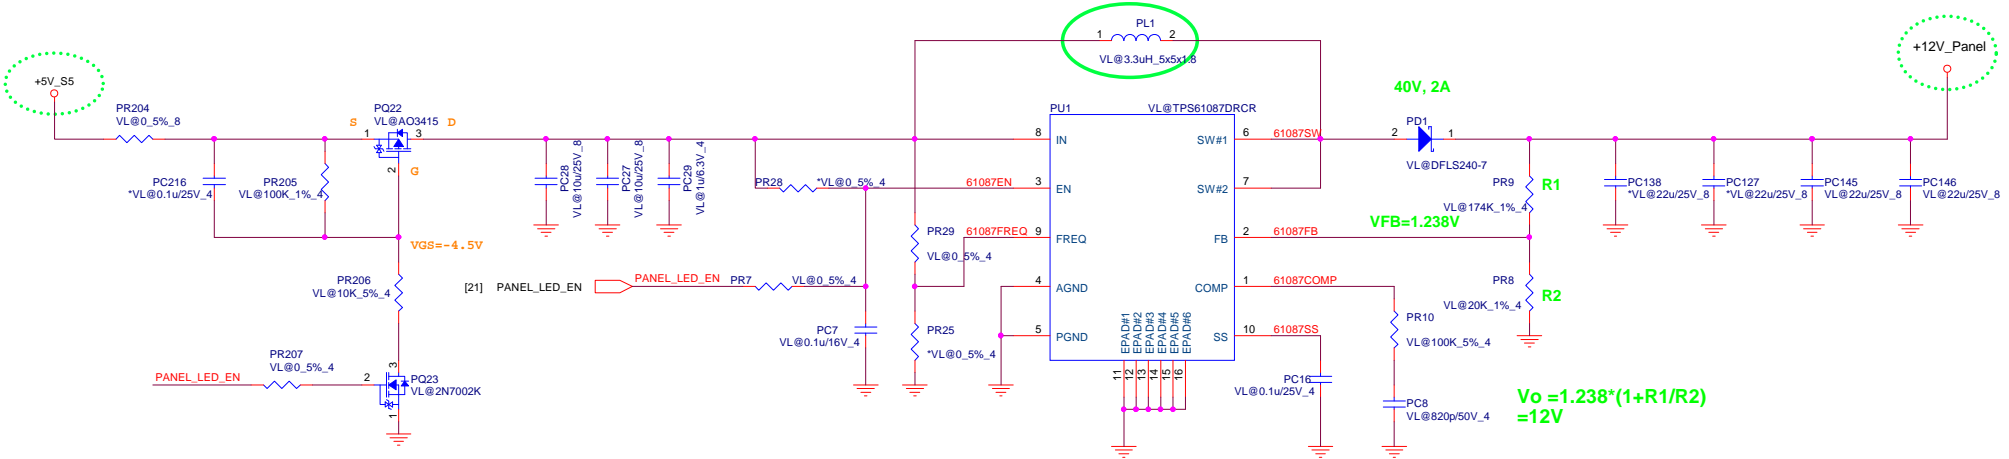 +5V_S5
PR204
VL@0_5%_8
PC216
*VL@0.1u/25V_4
PR205
VL@100K_1%_4
S
1
PQ22
VL@AO3415
3
D
2
G
VGS=-4.5V
PR206
VL@10K_5%_4
PANEL_LED_EN
PR207
VL@0_5%_4
2
3
PQ23
VL@2N7002K
1
PC28
VL@10u/25V_8
PC27
VL@10u/25V_8
PC29
VL@1u/6.3V_4
PR28
*VL@0_5%_4
[21]
PANEL_LED_EN
PANEL_LED_EN
PR7
VL@0_5%_4
PC7
VL@0.1u/16V_4
PR29
VL@0_5%_4
PR25
*VL@0_5%_4
61087EN
61087FREQ
1
PL1
2
VL@3.3uH_5x5x1.8
PU1
VL@TPS61087DRCR
8
IN
3
EN
9
FREQ
4
AGND
5
PGND
SW#1
6
SW#2
7
FB
2
COMP
1
SS
10
EPAD#1
EPAD#2
EPAD#3
EPAD#4
EPAD#5
EPAD#6
11
12
13
14
15
16
61087SW
61087FB
61087COMP
61087SS
40V, 2A
2
PD1
1
VL@DFLS240-7
VFB=1.238V
PR9
R1
VL@174K_1%_4
PR8
R2
VL@20K_1%_4
PR10
VL@100K_5%_4
PC16
VL@0.1u/25V_4
PC8
VL@820p/50V_4
PC138
*VL@22u/25V_8
PC127
*VL@22u/25V_8
PC145
VL@22u/25V_8
PC146
VL@22u/25V_8
+12V_Panel
Vo =1.238*(1+R1/R2)
=12V